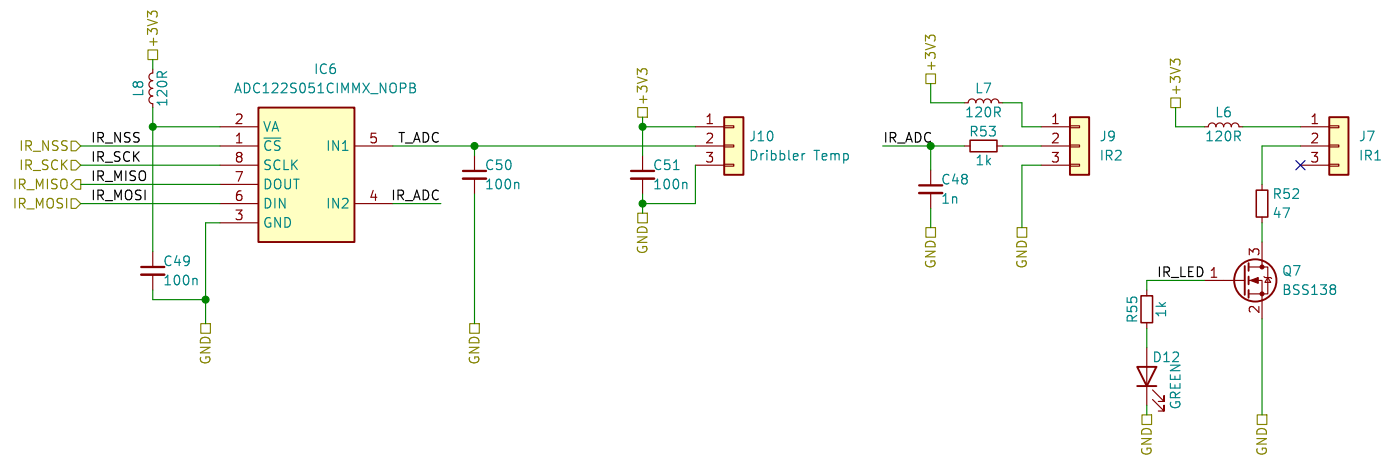 +3V3
L8
120R
IC6
ADC122S051CIMMX_NOPB
IR_NSS
IR_SCK
IR_MISO
IR_MOSI
IR_NSS
IR_SCK
IR_MISO
IR_MOSI
2
1
8
7
6
3
VA
CS
SCLK
DOUT
DIN
GND
IN1
IN2
5
4
T_ADC
IR_ADC
C49
100n
GND
C50
100n
GND
+3V3
C51
100n
GND
1
2
3
J10
Dribbler Temp
+3V3
L7
120R
IR_ADC
R53
1k
C48
1n
GND
GND
1
2
3
J9
IR2
+3V3
L6
120R
1
2
3
J7
IR1
R52
47
3
Q7
BSS138
IR_LED
1
2
R55
1k
D12
GREEN
GND
GND